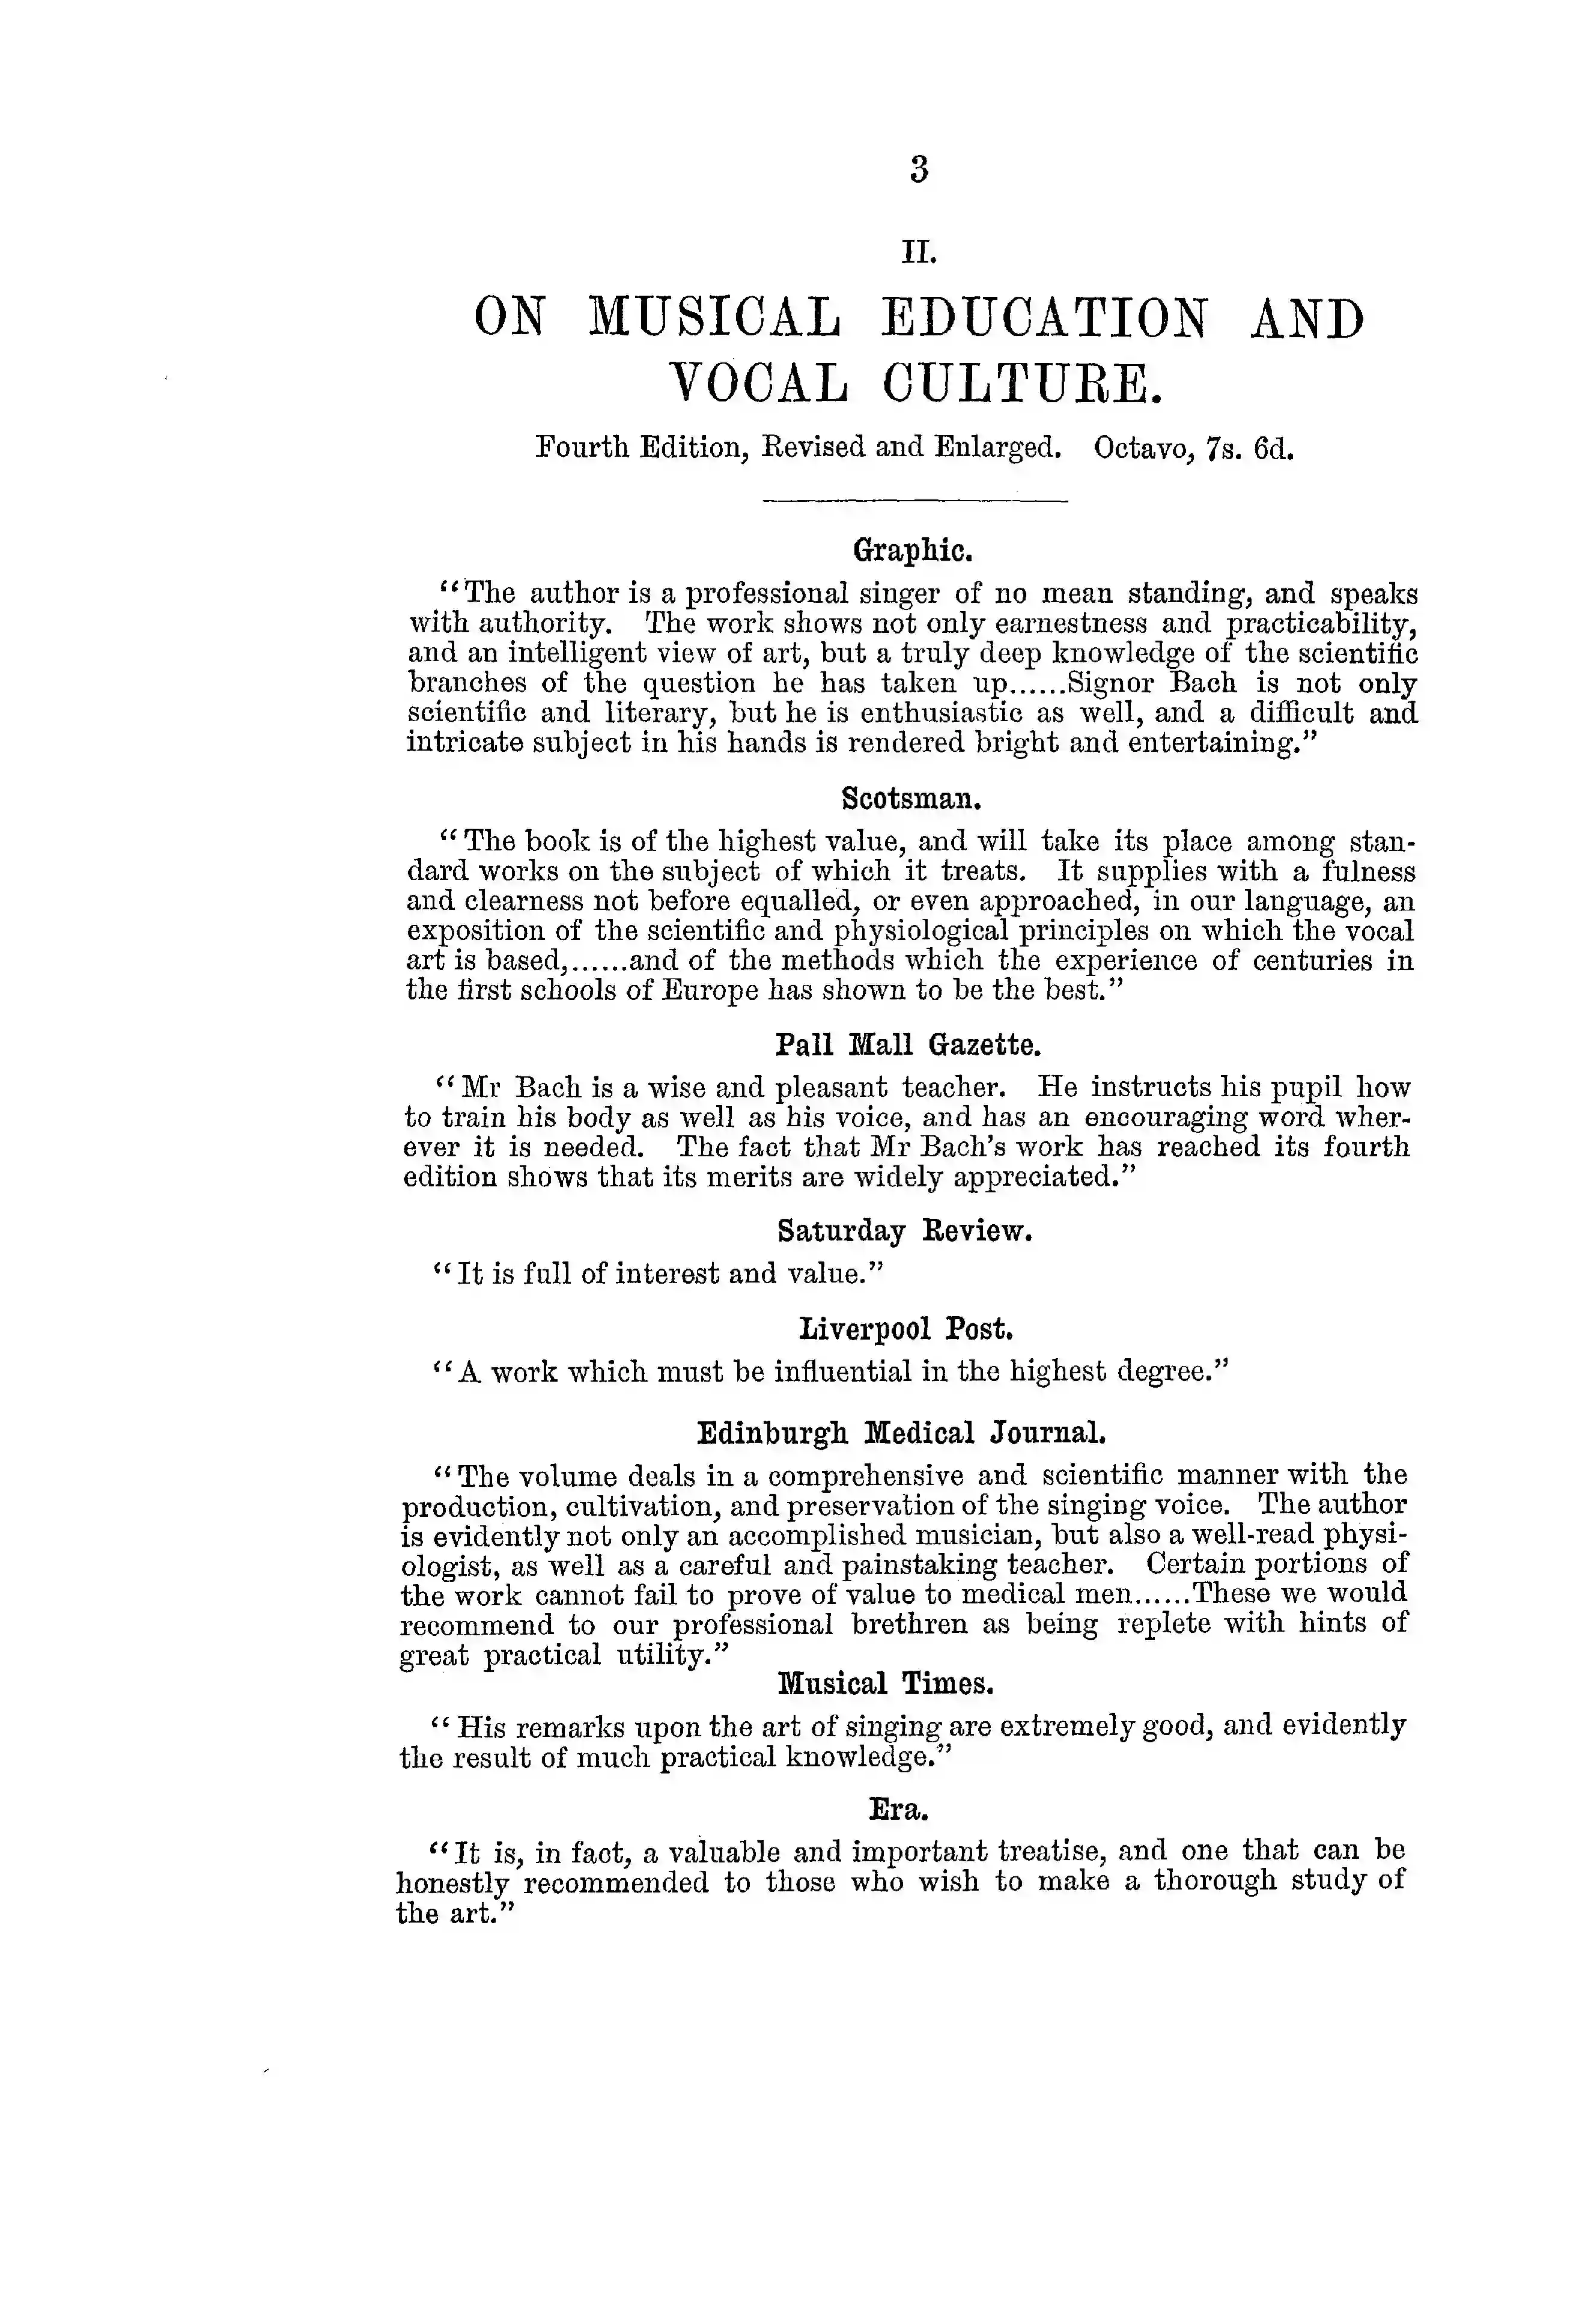 3
II.
ON MUSICAL EDUCATION AND
VOCAL CULTURE.
Fourth Edition, Revised and Enlarged. Octavo, 7s. 6d.
Graphic.
“The author is a professional singer of no mean standing, and speaks
with authority. The work shows not only earnestness and practicability,
and an intelligent view of art, but a truly deep knowledge of the scientific
branches of the question he has taken up......Signor Bach is not only
scientific and literary, but he is enthusiastic as well, and a difficult and
intricate subject in his hands is rendered bright and entertaining.”
Scotsman.
“The book is of the highest value, and will take its place among stan-
dard works on the subject of which it treats. It supplies with a fulness
and clearness not before equalled, or even approached, in our language, an
exposition of the scientific and physiological principles on which the vocal
art is based,......and of the methods which the experience of centuries in
the first schools of Europe has shown to be the best.”
Pall Mall Gazette.
“Mr Bach is a wise and pleasant teacher. He instructs his pupil how
to train his body as well as his voice, and has an encouraging word wher-
ever it is needed. The fact that Mr Bach’s work has reached its fourth
edition shows that its merits are widely appreciated.”
Saturday Review.
“It is full of interest and value.”
Liverpool Post.
“A work which must be influential in the highest degree.”
Edinburgh Medical Journal.
“The volume deals in a comprehensive and scientific manner with the
production, cultivation, and preservation of the singing voice. The author
is evidently not only an accomplished musician, but also a well-read physi-
ologist, as well as a careful and painstaking teacher. Certain portions of
the work cannot fail to prove of value to medical men......These we would
recommend to our professional brethren as being replete with hints of
great practical utility.”
Musical Times.
“His remarks upon the art of singing are extremely good, and evidently
the result of much practical knowledge.”
Era.
“It is, in fact, a valuable and important treatise, and one that can be
honestly recommended to those who wish to make a thorough study of
the art.”